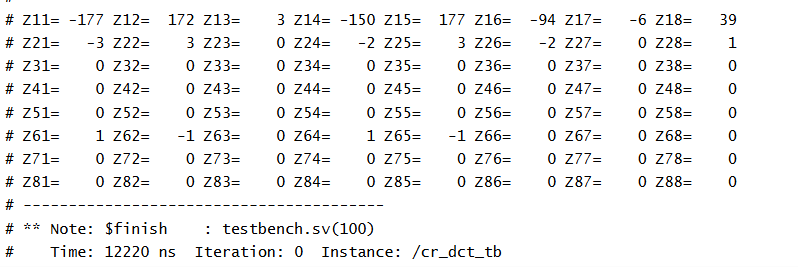 # Z11= -177 Z12=  172 Z13=    3 Z14= -150 Z15=  177 Z16=  -94 Z17=   -6 Z18=   39
# Z21=   -3 Z22=    3 Z23=    0 Z24=   -2 Z25=    3 Z26=   -2 Z27=    0 Z28=    1
# Z31=    0 Z32=    0 Z33=    0 Z34=    0 Z35=    0 Z36=    0 Z37=    0 Z38=    0
# Z41=    0 Z42=    0 Z43=    0 Z44=    0 Z45=    0 Z46=    0 Z47=    0 Z48=    0
# Z51=    0 Z52=    0 Z53=    0 Z54=    0 Z55=    0 Z56=    0 Z57=    0 Z58=    0
# Z61=    1 Z62=   -1 Z63=    0 Z64=    1 Z65=   -1 Z66=    0 Z67=    0 Z68=    0
# Z71=    0 Z72=    0 Z73=    0 Z74=    0 Z75=    0 Z76=    0 Z77=    0 Z78=    0
# Z81=    0 Z82=    0 Z83=    0 Z84=    0 Z85=    0 Z86=    0 Z87=    0 Z88=    0
# ----------------------------------------
# ** Note: $finish    : testbench.sv(100)
#    Time: 12220 ns  Iteration: 0  Instance: /cr_dct_tb